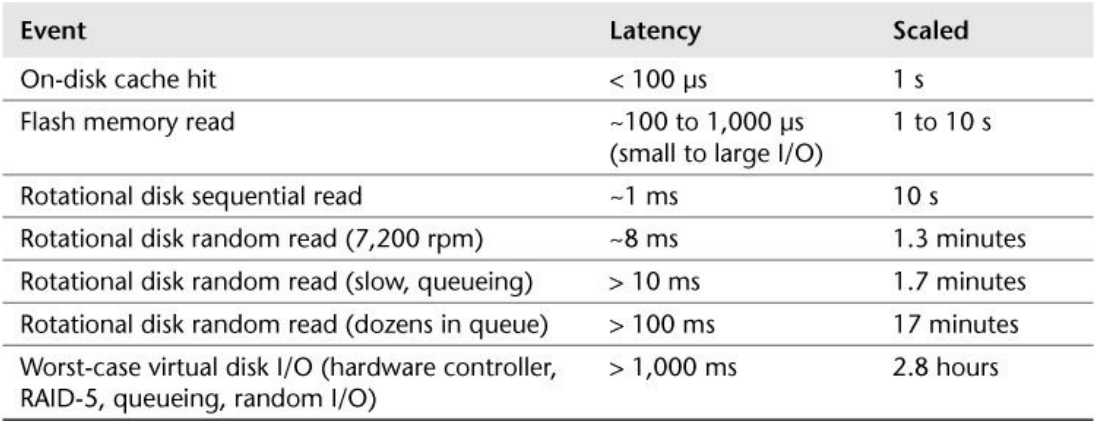 Event Latency Scaled
On-disk cache hit < 100 μs 1 s
Flash memory read ~100 to 1,000 μs 1 to 10 s
(small to large I/O)
Rotational disk sequential read ~1 ms 10 s
Rotational disk random read (7,200 rpm) ~8 ms 1.3 minutes
Rotational disk random read (slow, queueing) > 10 ms 1.7 minutes
Rotational disk random read (dozens in queue) > 100 ms 17 minutes
Worst-case virtual disk I/O (hardware controller, > 1,000 ms 2.8 hours
RAID-5, queueing, random I/O)